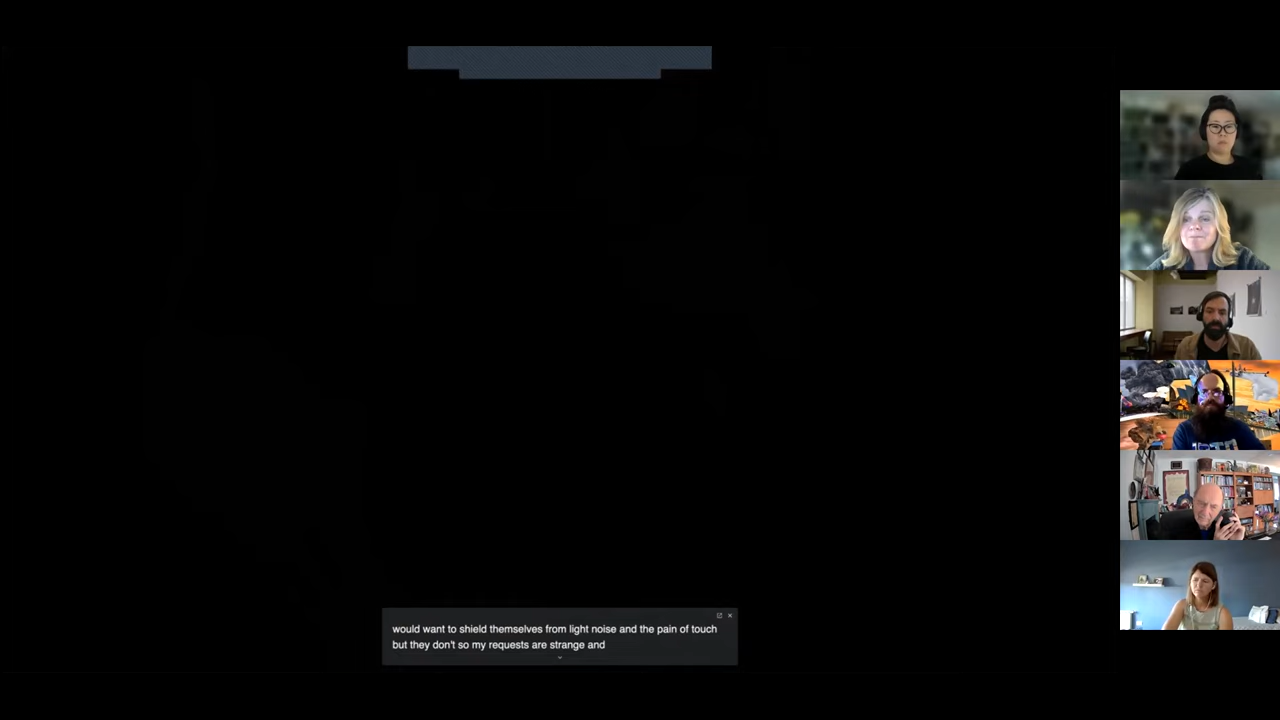 would want to shield themselves from light noise and the pain of touch
but they don't so my requests are strange and